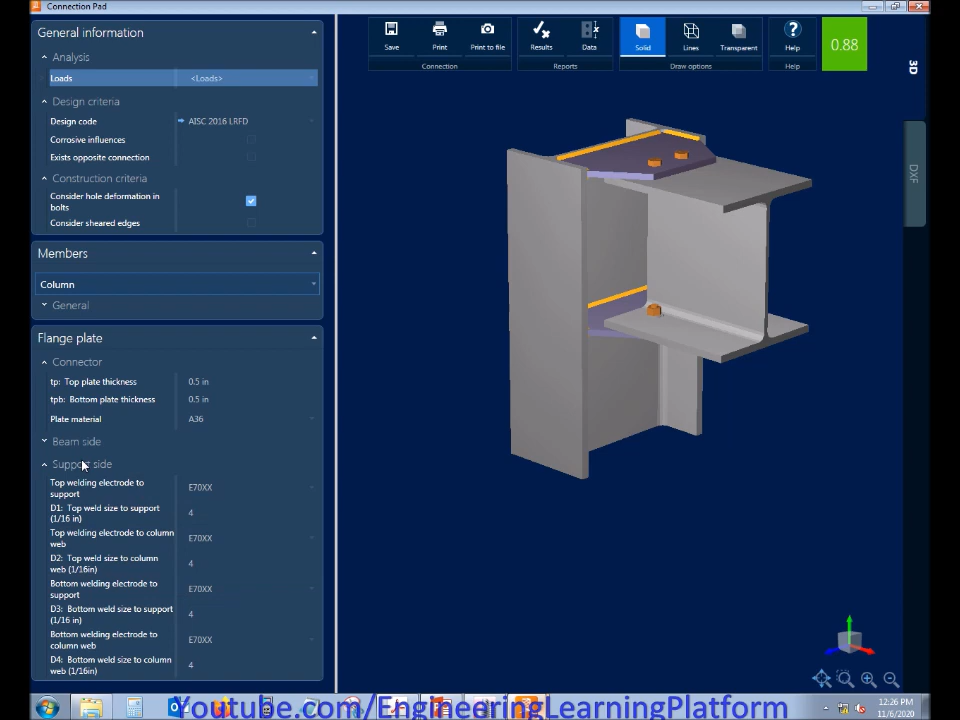 Connection Pad
General information
Analysis
Loads <Loads>
Design criteria
Design code AISC 2016 LRFD
Corrosive influences
Exists opposite connection
Construction criteria
Consider hole deformation in
bolts
Consider sheared edges
Members
Column
General
Flange plate
Connector
tp: Top plate thickness 0.5 in
tpb: Bottom plate thickness 0.5 in
Plate material A36
Beam side
Support side
Top welding electrode to
support E70XX
D1: Top weld size to support
(1/16 in) 4
Top welding electrode to column
web E70XX
D2: Top weld size to column
web (1/16in) 4
Bottom welding electrode to
support E70XX
D3: Bottom weld size to support
(1/16 in) 4
Bottom welding electrode to
column web E70XX
D4: Bottom weld size to column
web (1/16in) 4
Save Print Print to file Results Data Solid Lines Transparent Help
Connection Reports Draw options Help
0.88
3D
DXF
Youtube.com/EngineeringLearningPlatform
12:26 PM
11/6/2020